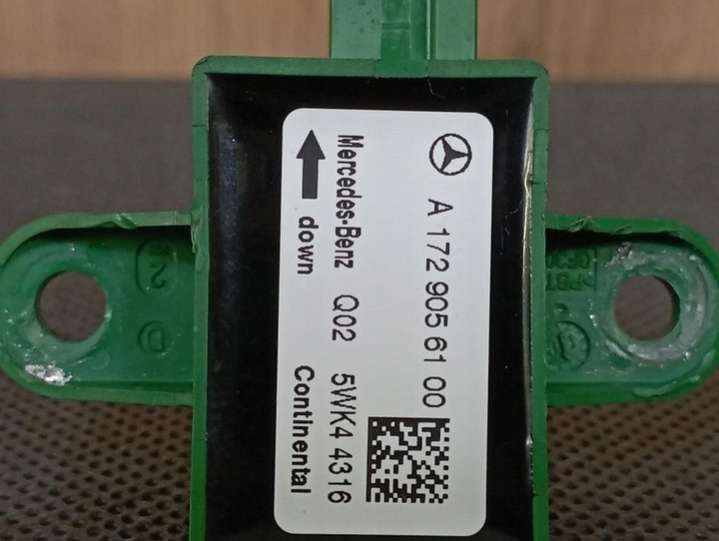 A 172 905 61 00
Mercedes-Benz Q02 5WK4 4316
down Continental